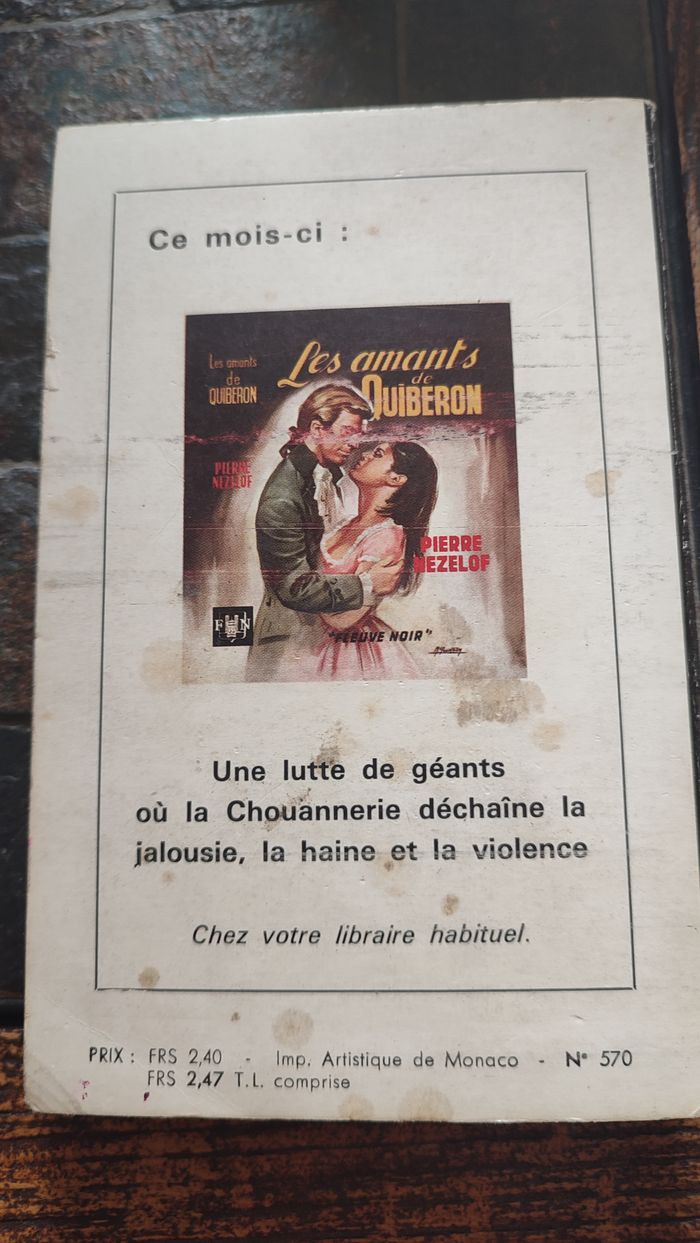 Ce mois-ci :
Les amants
de
QUIBERON
Les amants
de
QUIBERON
PIERRE
NEZELOF
PIERRE
NEZELOF
FN
"FLEUVE NOIR"
Une lutte de géants
où la Chouannerie déchaîne la
jalousie, la haine et la violence
Chez votre libraire habituel.
PRIX : FRS 2,40 - Imp. Artistique de Monaco - N° 570
FRS 2,47 T.L. comprise